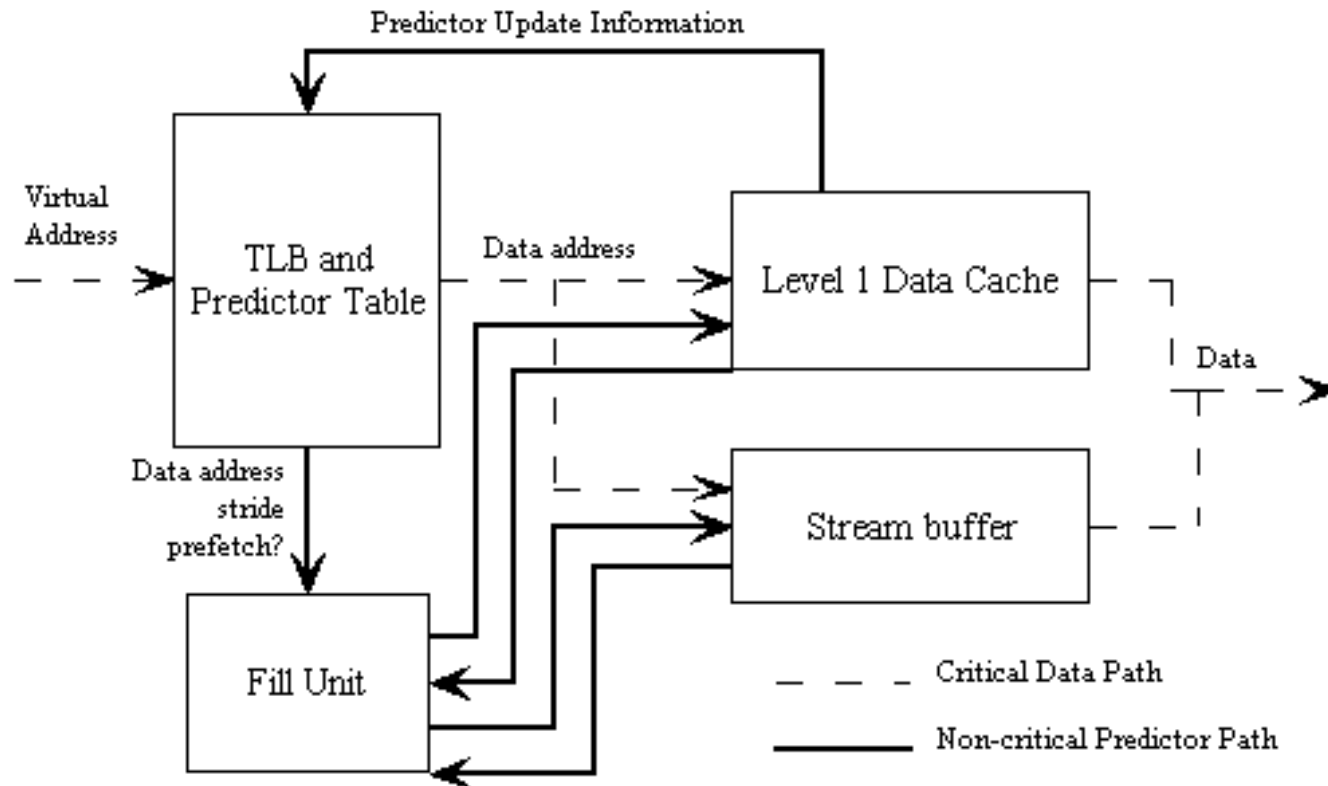 Predictor Update Information
Virtual
Address
TLB and
Predictor Table
Data address
Level 1 Data Cache
Data
Data address
stride
prefetch?
Stream buffer
Fill Unit
Critical Data Path
Non-critical Predictor Path